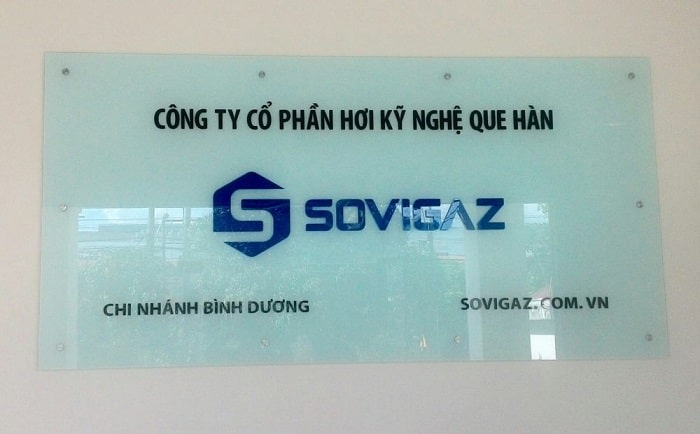 CÔNG TY CỔ PHẦN HƠI KỸ NGHỆ QUE HÀN
SOVIGAZ
CHI NHÁNH BÌNH DƯƠNG
SOVIGAZ.COM.VN